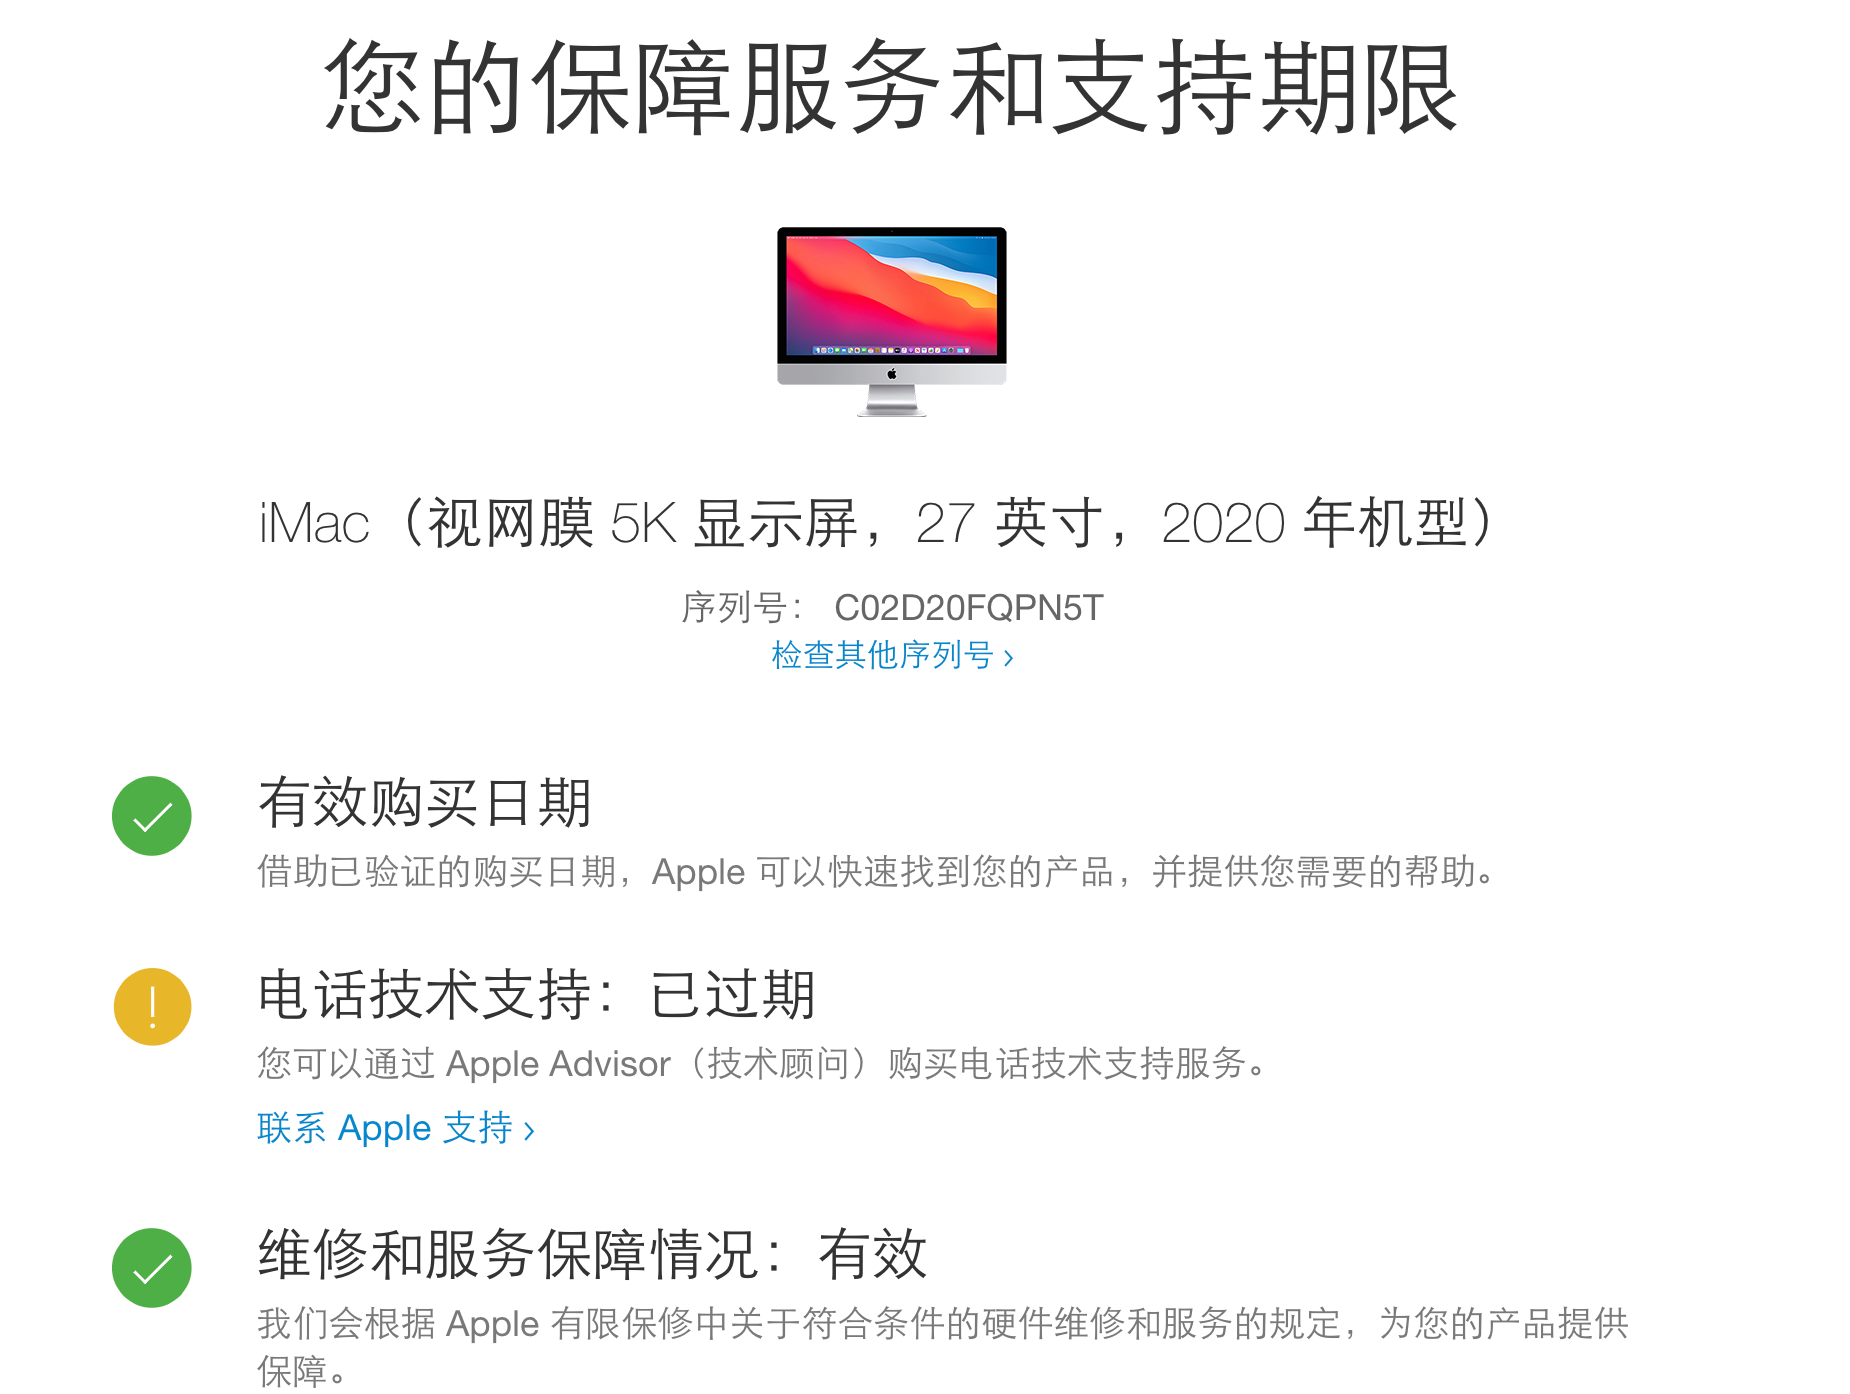 您的保障服务和支持期限
iMac（视网膜 5K 显示屏，27 英寸，2020 年机型）
序列号： C02D20FQPN5T
检查其他序列号 ›
有效购买日期
借助已验证的购买日期，Apple 可以快速找到您的产品，并提供您需要的帮助。
电话技术支持：已过期
您可以通过 Apple Advisor（技术顾问）购买电话技术支持服务。
联系 Apple 支持 ›
维修和服务保障情况：有效
我们会根据 Apple 有限保修中关于符合条件的硬件维修和服务的规定，为您的产品提供
保障。